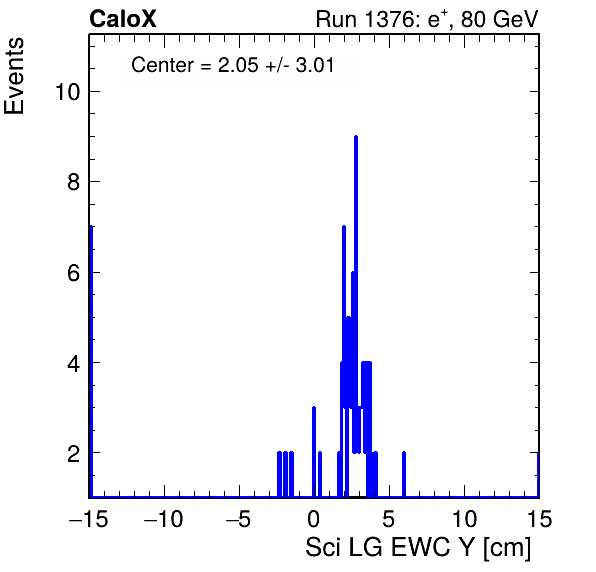 CaloX Run 1376: e⁺, 80 GeV
Events
Center = 2.05 +/- 3.01
10
8
6
4
2
−15 −10 −5 0 5 10 15
Sci LG EWC Y [cm]